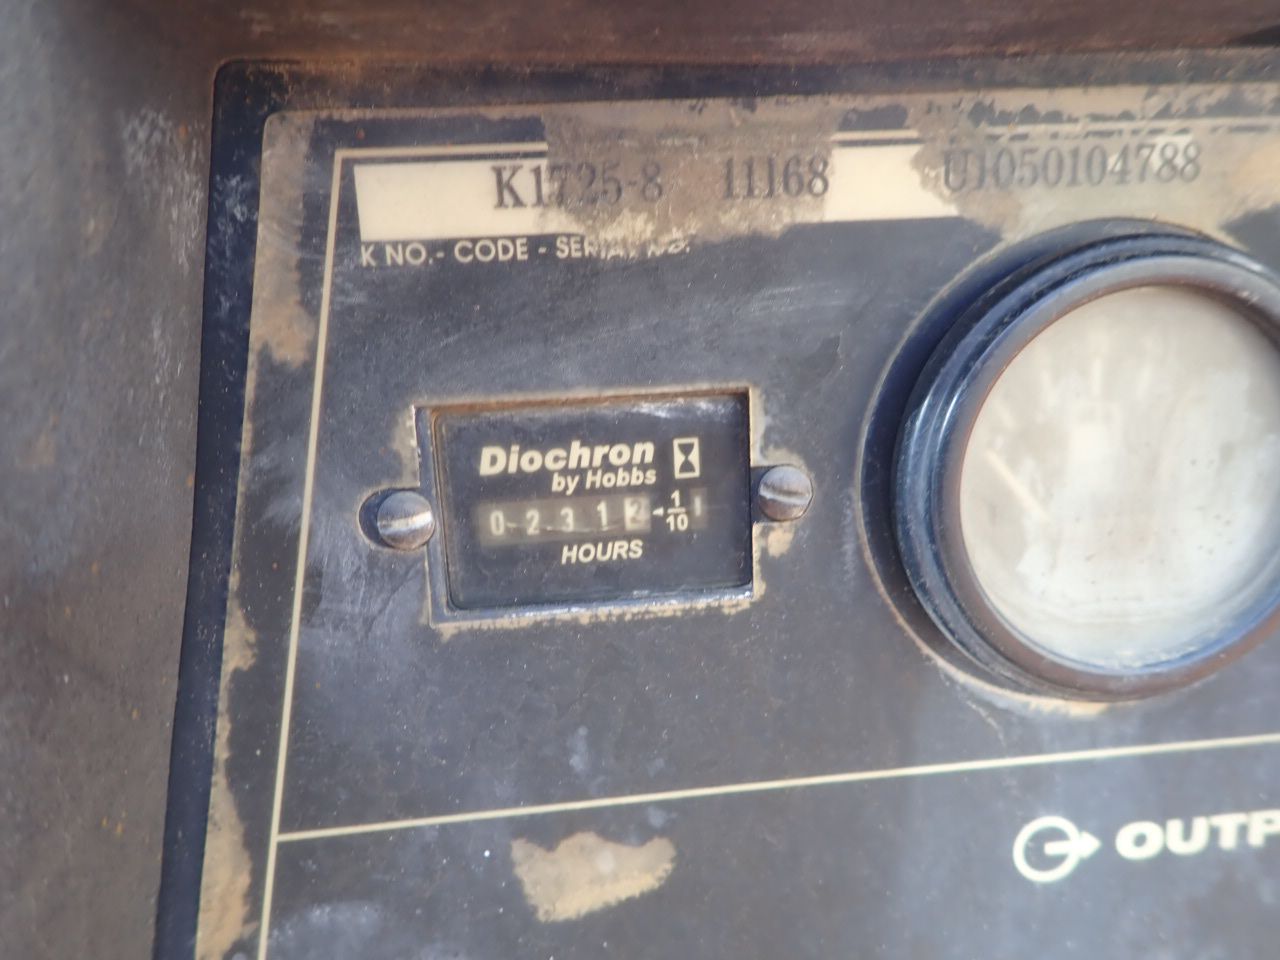 K1725-8 11168 U1050104788
K NO.- CODE - SERIAL NO.
Diochron
by Hobbs
0 2 3 1 2 1/10
HOURS
OUTP